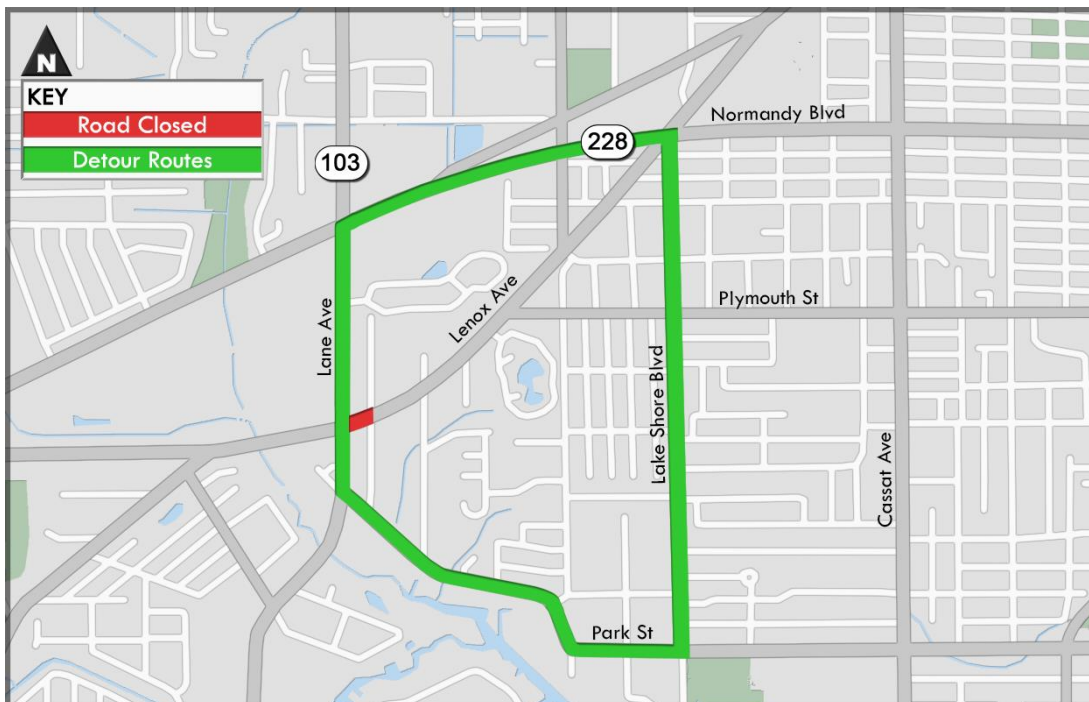 N
KEY
Road Closed
Detour Routes
103
228
Normandy Blvd
Plymouth St
Lenox Ave
Lane Ave
Lake Shore Blvd
Cassat Ave
Park St